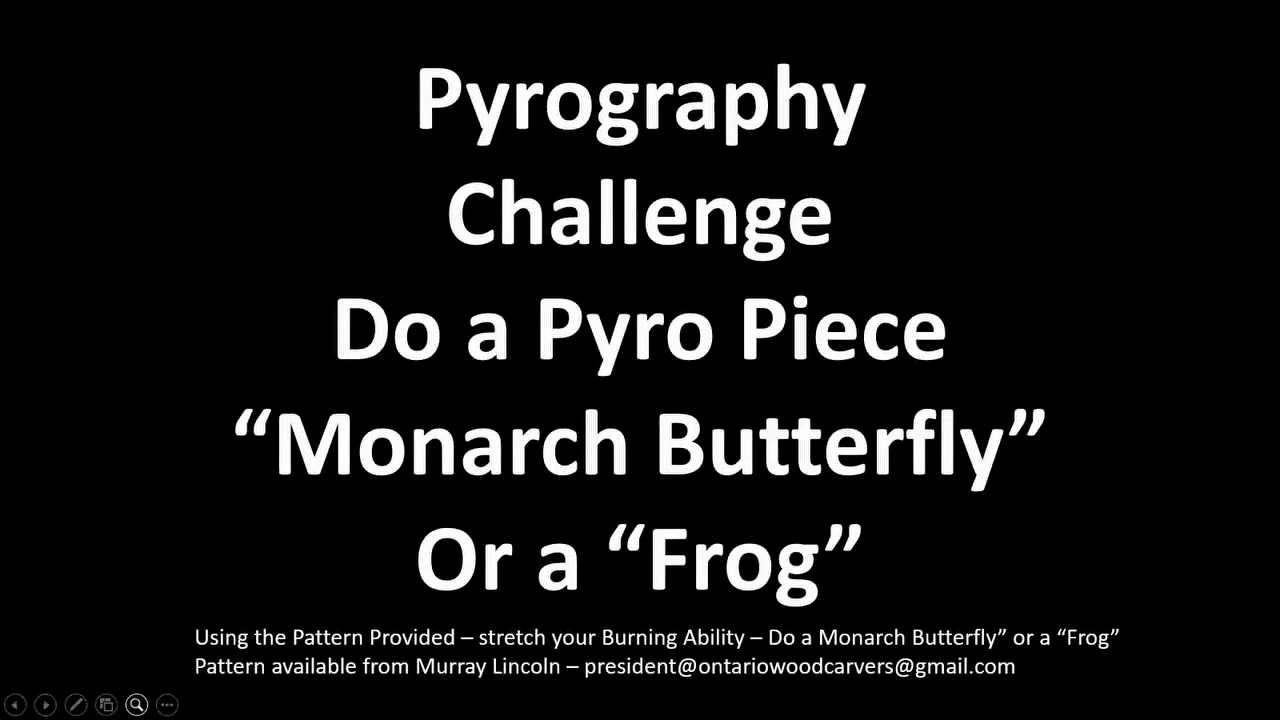 Pyrography
Challenge
Do a Pyro Piece
“Monarch Butterfly”
Or a “Frog”
Using the Pattern Provided – stretch your Burning Ability – Do a Monarch Butterfly” or a “Frog”
Pattern available from Murray Lincoln – president@ontariowoodcarvers@gmail.com